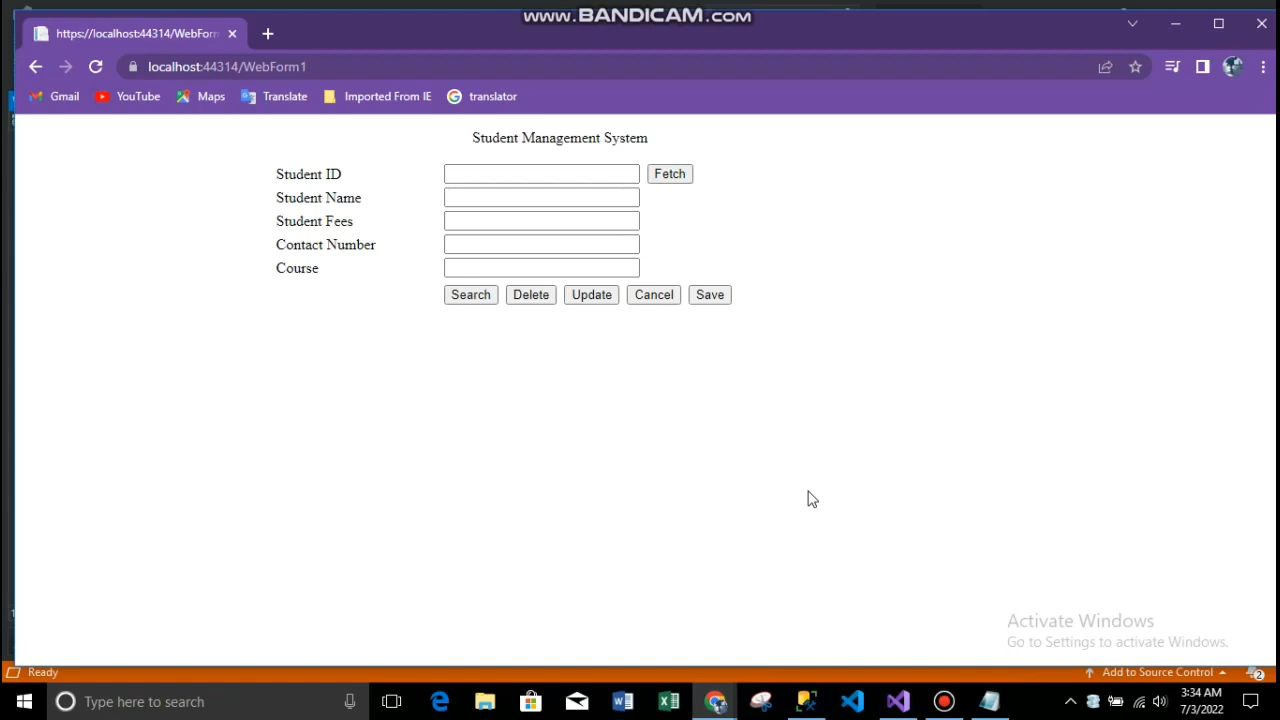 WWW.BANDICAM.COM
https://localhost:44314/WebForm
localhost:44314/WebForm1
Gmail YouTube Maps Translate Imported From IE translator
Student Management System
Student ID Fetch
Student Name
Student Fees
Contact Number
Course
Search Delete Update Cancel Save
Activate Windows
Go to Settings to activate Windows.
Ready Add to Source Control 2
Type here to search 3:34 AM
7/3/2022